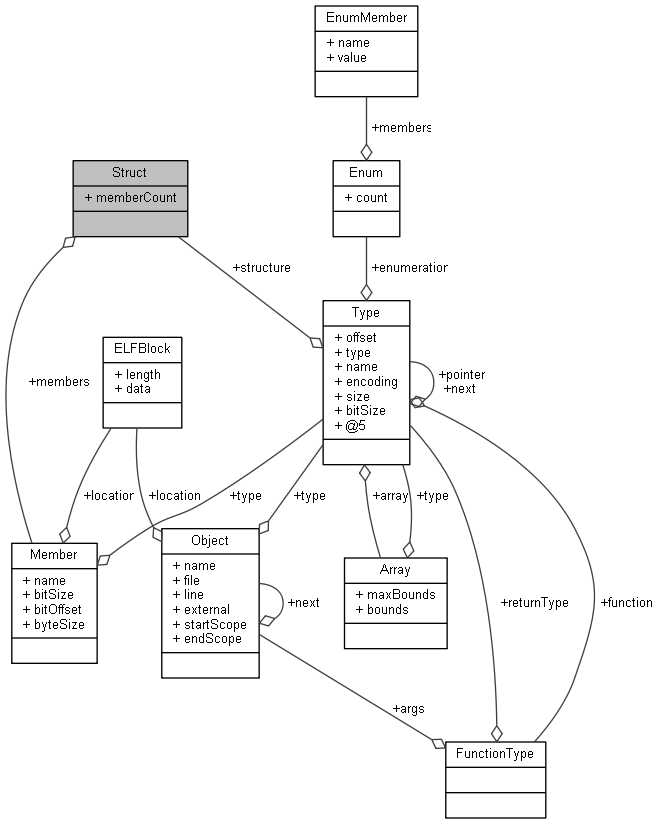 EnumMember
+ name
+ value
+members
Struct
+ memberCount
Enum
+ count
+structure
+enumeration
Type
+ offset
+ type
+ name
+ encoding
+ size
+ bitSize
+ @5
ELFBlock
+ length
+ data
+pointer
+next
+members
+location
+location
+type
+type
+array
+type
Member
+ name
+ bitSize
+ bitOffset
+ byteSize
Object
+ name
+ file
+ line
+ external
+ startScope
+ endScope
+next
Array
+ maxBounds
+ bounds
+returnType
+function
+args
FunctionType